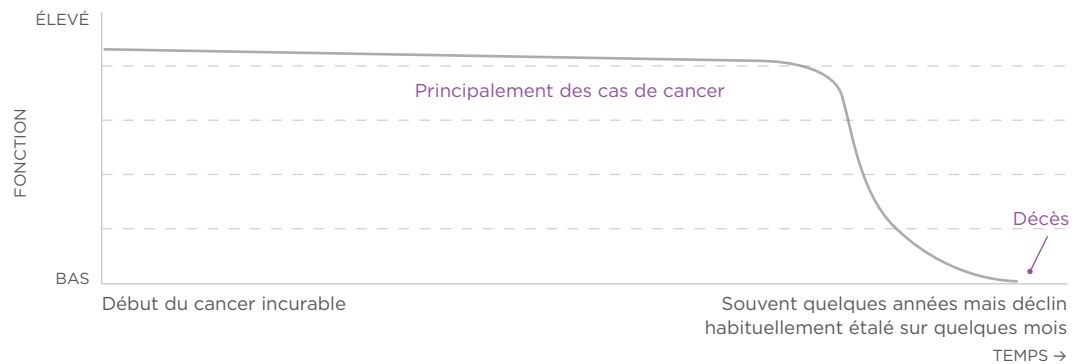 ÉLEVÉ
Principalement des cas de cancer
FONCTION
Décès
BAS
Début du cancer incurable
Souvent quelques années mais déclin
habituellement étalé sur quelques mois
TEMPS →